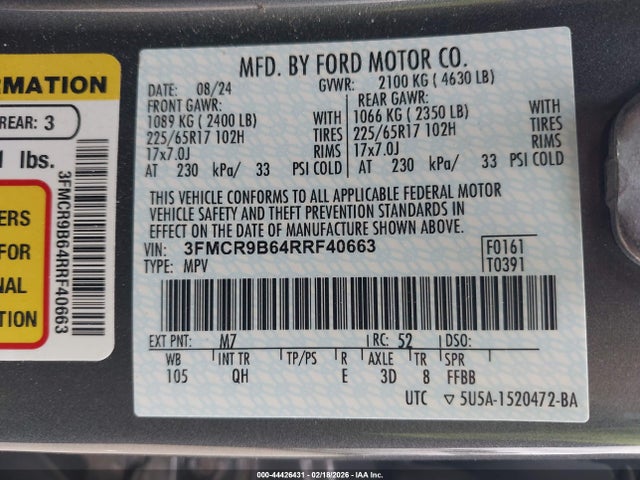 ORMATION
REAR: 3
lbs.
ERS
FOR
NAL
TION
3FMCR9B64RRF40663
MFD. BY FORD MOTOR CO.
DATE: 08/24 GVWR: 2100 KG ( 4630 LB)
FRONT GAWR: REAR GAWR:
1089 KG ( 2400 LB) WITH 1066 KG ( 2350 LB) WITH
225/65R17 102H TIRES 225/65R17 102H TIRES
17x7.0J RIMS 17x7.0J RIMS
AT 230 kPa/ 33 PSI COLD AT 230 kPa/ 33 PSI COLD
THIS VEHICLE CONFORMS TO ALL APPLICABLE FEDERAL MOTOR
VEHICLE SAFETY AND THEFT PREVENTION STANDARDS IN
EFFECT ON THE DATE OF MANUFACTURE SHOWN ABOVE.
VIN: 3FMCR9B64RRF40663 F0161
TYPE: MPV T0391
EXT PNT: M7 RC: 52 DSO:
WB INT TR TP/PS R AXLE TR SPR
105 QH E 3D 8 FFBB
UTC ▽5U5A-1520472-BA
000-44426431 - 02/18/2026 - IAA Inc.